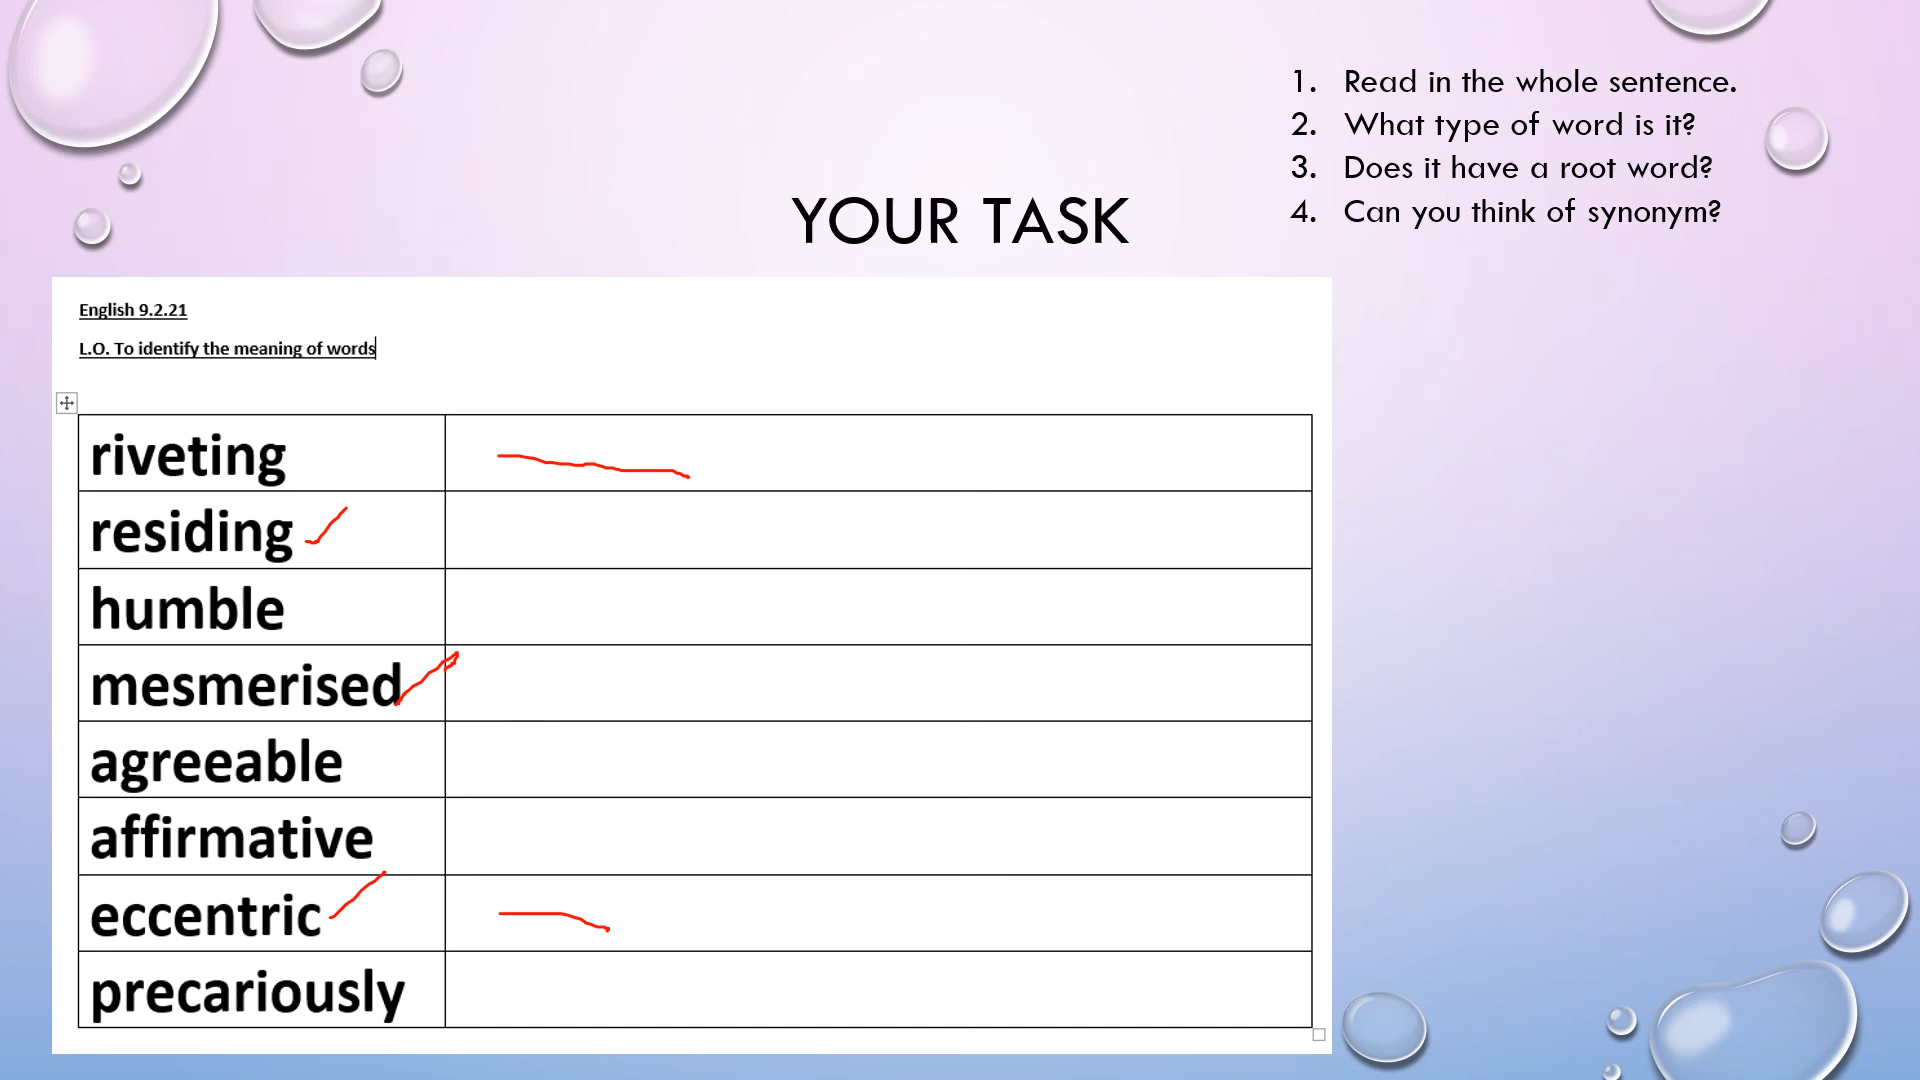 1. Read in the whole sentence.
2. What type of word is it?
3. Does it have a root word?
4. Can you think of synonym?
YOUR TASK
English 9.2.21
L.O. To identify the meaning of words
riveting
residing
humble
mesmerised
agreeable
affirmative
eccentric
precariously